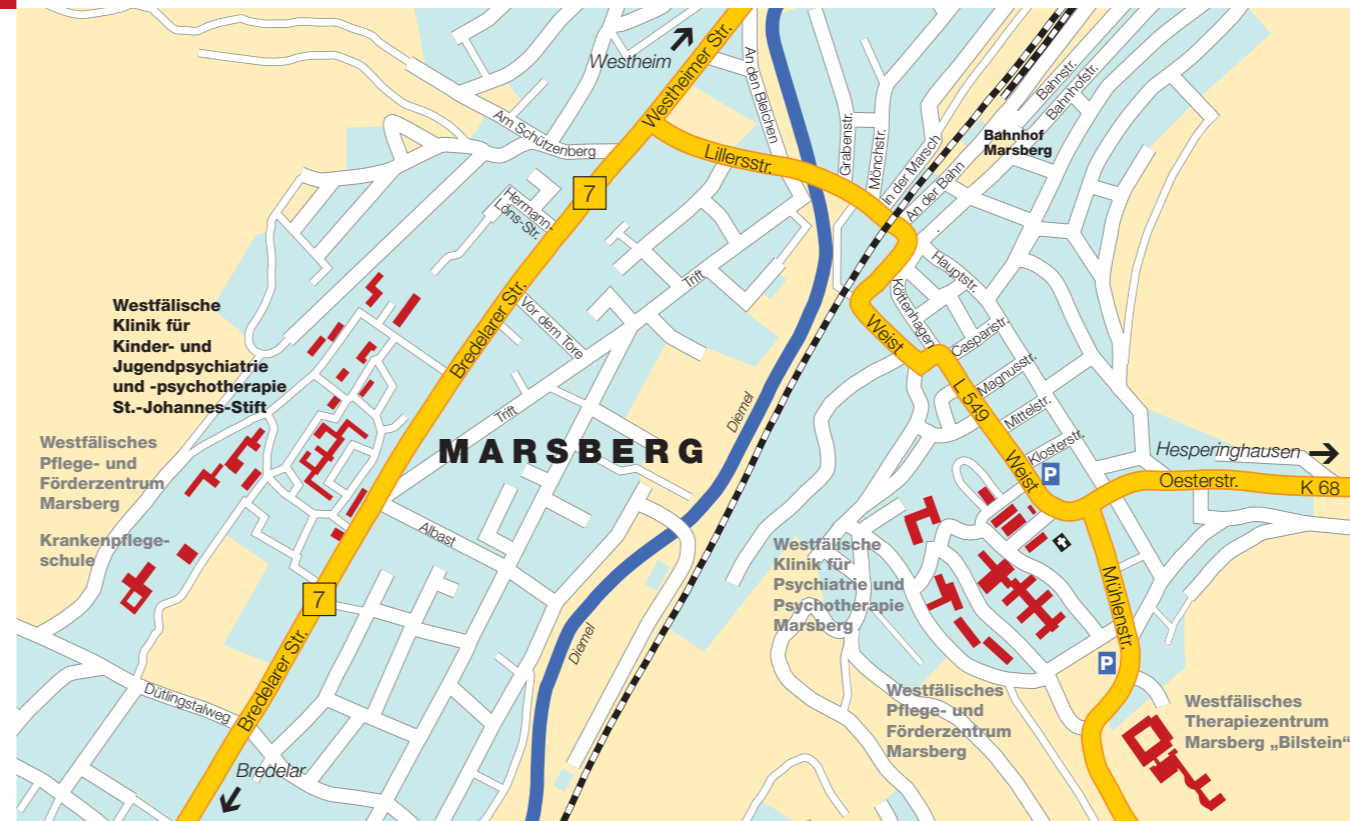 Westheim
Westheimer Str.
An den Bleichen
Am Schützenberg
Lillersstr.
Grabenstr.
Mönchstr.
In der Marsch
An der Bahn
Bahnstr.
Bahnhofstr.
Bahnhof
Marsberg
7
Hermann-
Löns-Str.
Trift
Hauptstr.
Köttenhagen
Weist
Casparistr.
Magnusstr.
Mittelstr.
Klosterstr.
L 549
Weist
P
Hesperinghausen
Oesterstr.
K 68
Bredelarer Str.
Vor dem Tore
Trift
Diemel
MARSBERG
Westfälische
Klinik für
Kinder- und
Jugendpsychiatrie
und -psychotherapie
St.-Johannes-Stift
Westfälisches
Pflege- und
Förderzentrum
Marsberg
Krankenpflege-
schule
Albast
7
Diemel
Bredelarer Str.
Dütlingstalweg
Bredelar
Westfälische
Klinik für
Psychiatrie und
Psychotherapie
Marsberg
Mühlenstr.
P
Westfälisches
Pflege- und
Förderzentrum
Marsberg
Westfälisches
Therapiezentrum
Marsberg „Bilstein“